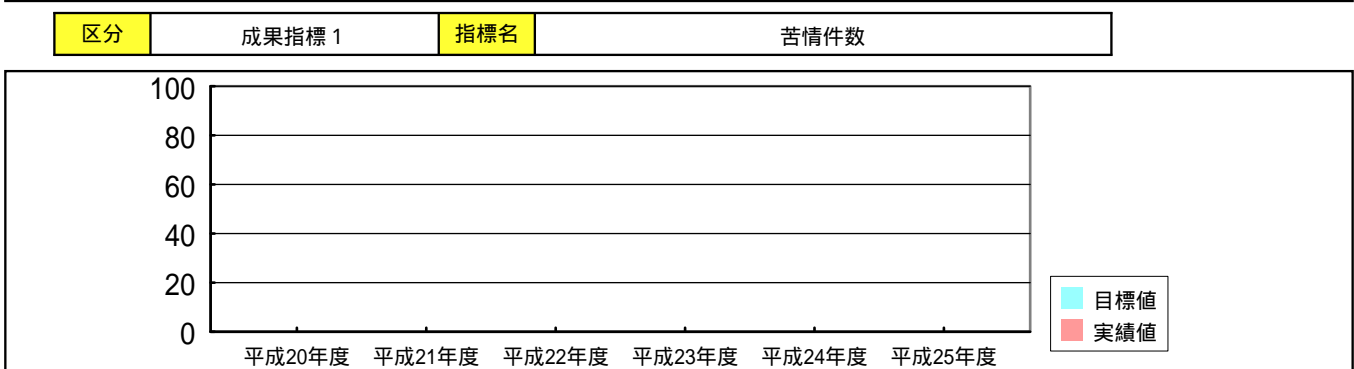 区分 成果指標1 指標名 苦情件数
100
80
60
40
20
0
平成20年度 平成21年度 平成22年度 平成23年度 平成24年度 平成25年度
目標値
実績値